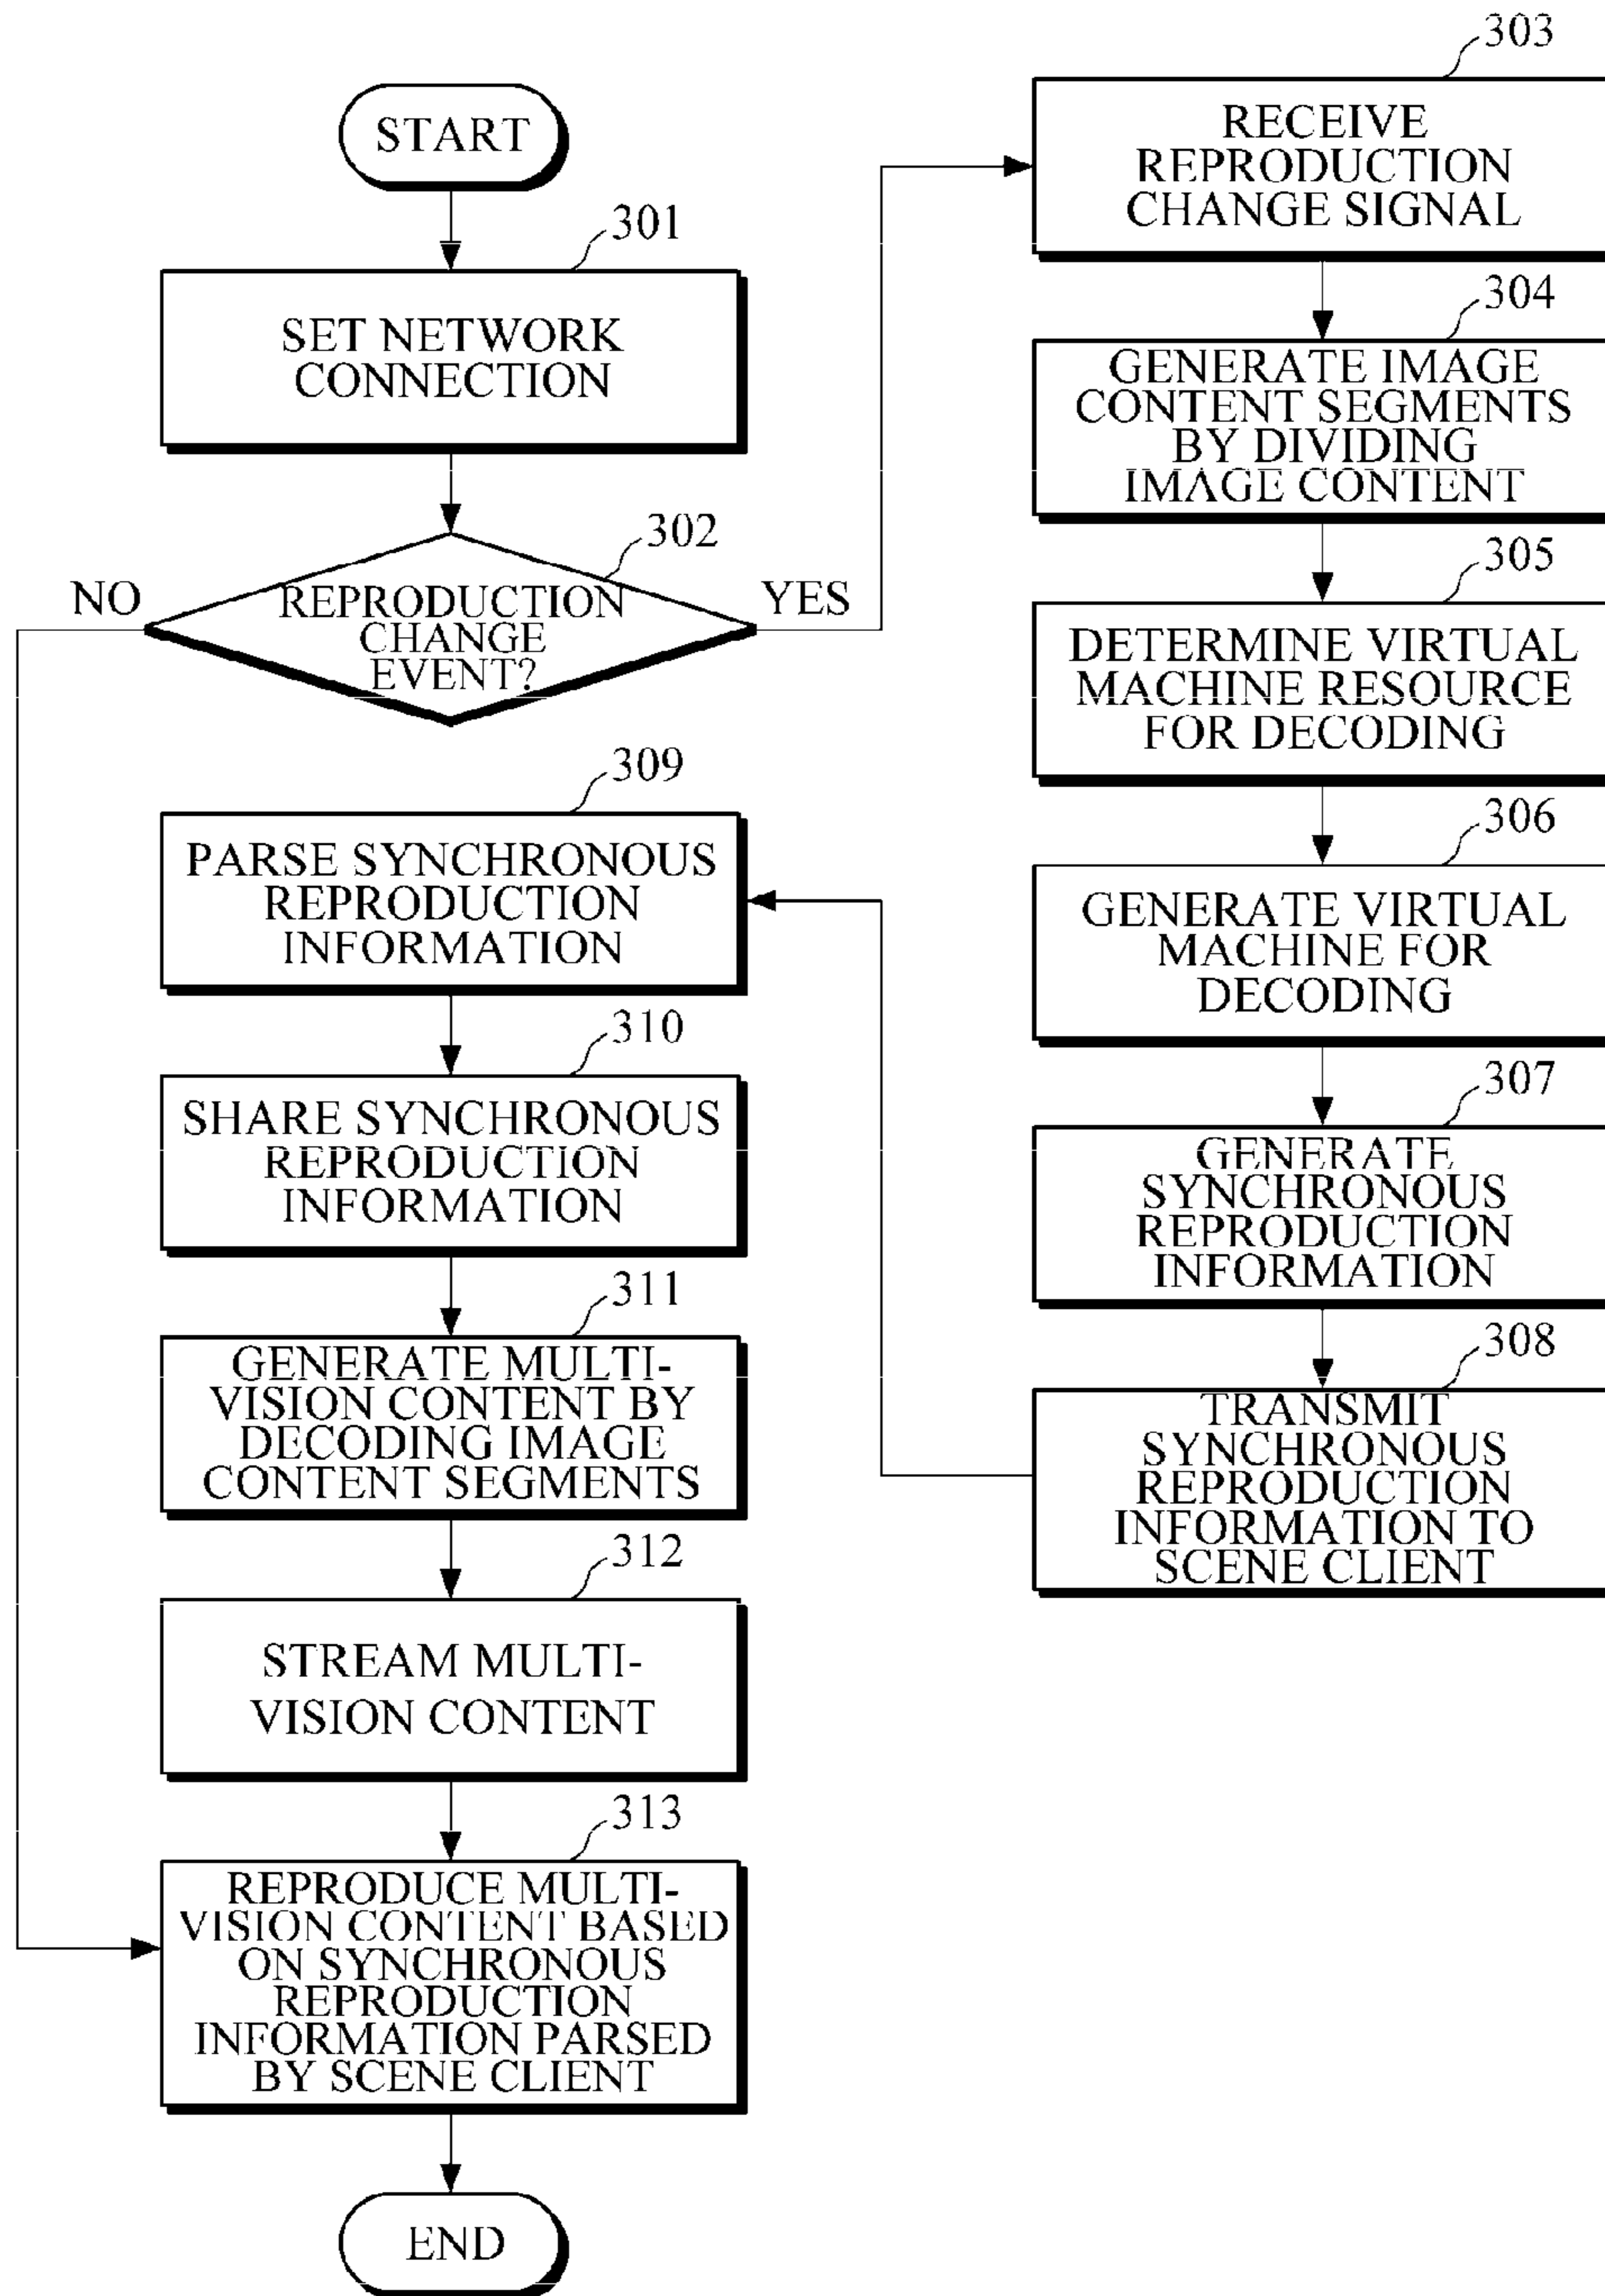 START
301
SET NETWORK
CONNECTION
302
NO
REPRODUCTION
CHANGE
EVENT?
YES
303
RECEIVE
REPRODUCTION
CHANGE SIGNAL
304
GENERATE IMAGE
CONTENT SEGMENTS
BY DIVIDING
IMAGE CONTENT
305
DETERMINE VIRTUAL
MACHINE RESOURCE
FOR DECODING
306
GENERATE VIRTUAL
MACHINE FOR
DECODING
307
GENERATE
SYNCHRONOUS
REPRODUCTION
INFORMATION
308
TRANSMIT
SYNCHRONOUS
REPRODUCTION
INFORMATION TO
SCENE CLIENT
309
PARSE SYNCHRONOUS
REPRODUCTION
INFORMATION
310
SHARE SYNCHRONOUS
REPRODUCTION
INFORMATION
311
GENERATE MULTI-
VISION CONTENT BY
DECODING IMAGE
CONTENT SEGMENTS
312
STREAM MULTI-
VISION CONTENT
313
REPRODUCE MULTI-
VISION CONTENT BASED
ON SYNCHRONOUS
REPRODUCTION
INFORMATION PARSED
BY SCENE CLIENT
END